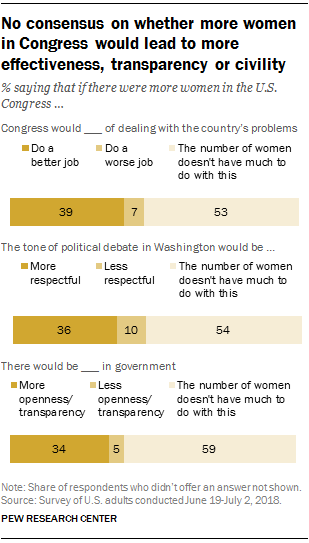 No consensus on whether more women
in Congress would lead to more
effectiveness, transparency or civility
% saying that if there were more women in the U.S.
Congress ...
Congress would ___ of dealing with the country's problems
Do a better job
Do a worse job
The number of women doesn't have much to do with this
39 7 53
The tone of political debate in Washington would be ...
More respectful
Less respectful
The number of women doesn't have much to do with this
36 10 54
There would be ___ in government
More openness/ transparency
Less openness/ transparency
The number of women doesn't have much to do with this
34 5 59
Note: Share of respondents who didn't offer an answer not shown.
Source: Survey of U.S. adults conducted June 19-July 2, 2018.
PEW RESEARCH CENTER